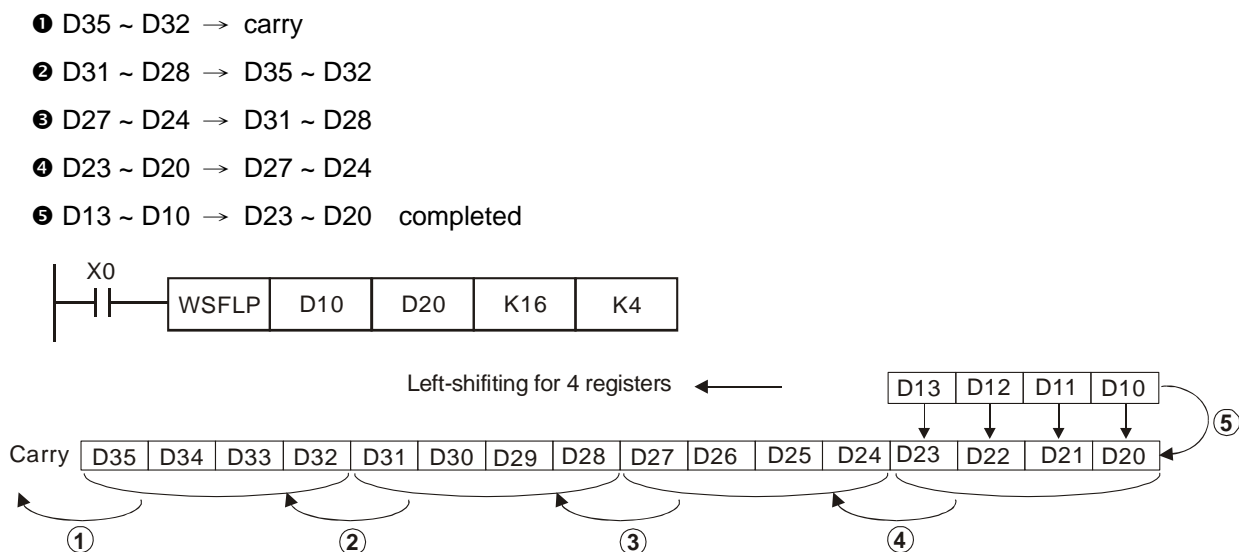 ❶ D35 ~ D32 → carry
❷ D31 ~ D28 → D35 ~ D32
❸ D27 ~ D24 → D31 ~ D28
❹ D23 ~ D20 → D27 ~ D24
❺ D13 ~ D10 → D23 ~ D20 completed
X0
WSFLP D10 D20 K16 K4
Left-shifiting for 4 registers
D13 D12 D11 D10
⑤
Carry D35 D34 D33 D32 D31 D30 D29 D28 D27 D26 D25 D24 D23 D22 D21 D20
① ② ③ ④